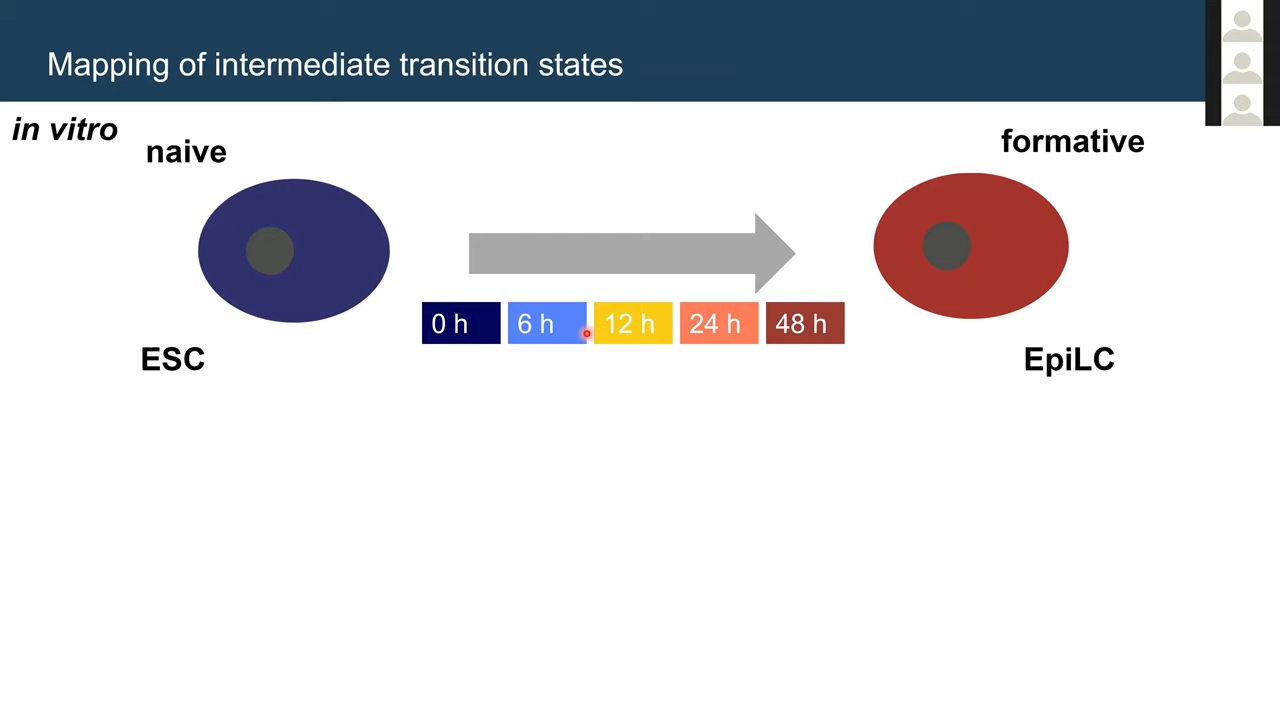 Mapping of intermediate transition states
in vitro
naive
formative
0 h
6 h
12 h
24 h
48 h
ESC
EpiLC